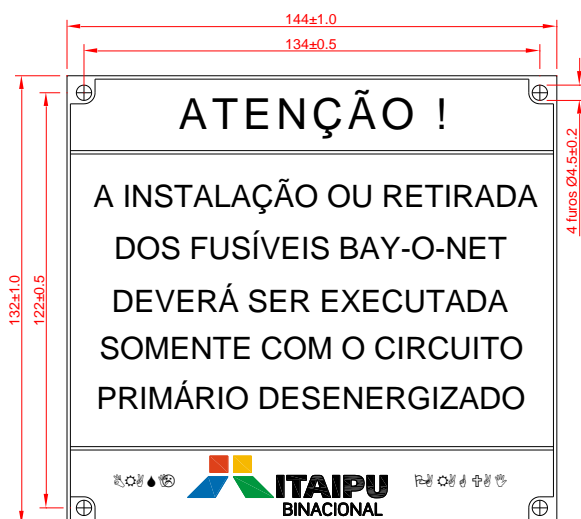 144±1.0
134±0.5
ATENÇÃO !
A INSTALAÇÃO OU RETIRADA
DOS FUSÍVEIS BAY-O-NET
DEVERÁ SER EXECUTADA
SOMENTE COM O CIRCUITO
PRIMÁRIO DESENERGIZADO
ITAIPU
BINACIONAL
132±1.0
122±0.5
4 furos Ø4.5±0.2